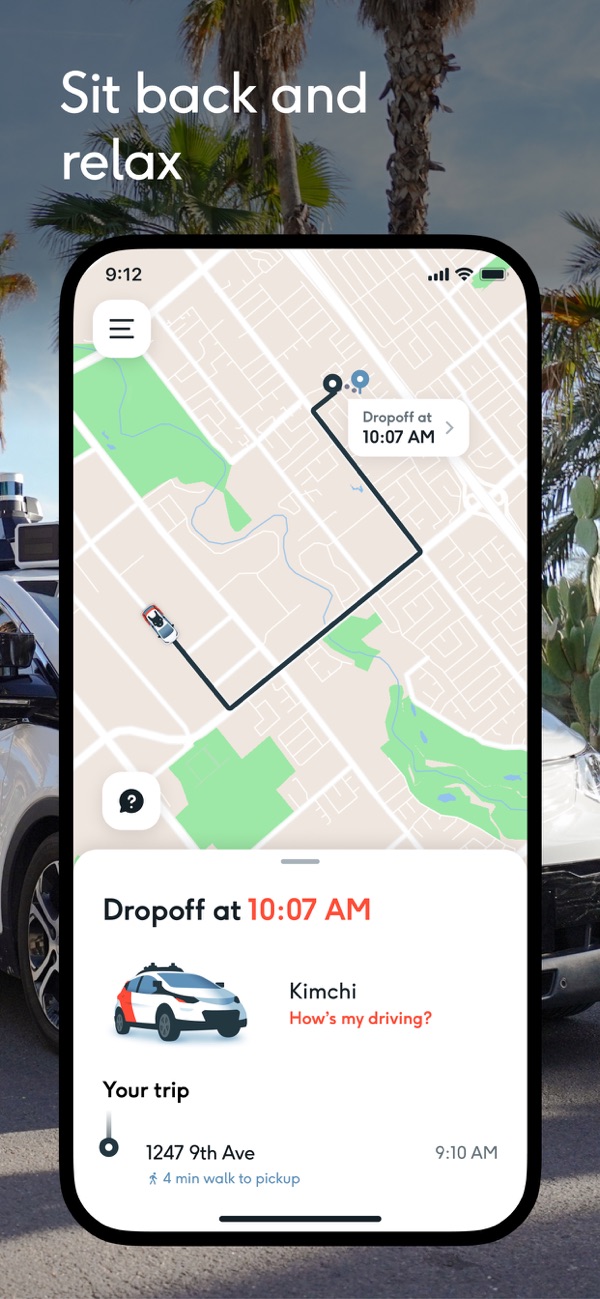 Sit back and
relax
9:12
Dropoff at
10:07 AM
?
Dropoff at 10:07 AM
Kimchi
How's my driving?
Your trip
1247 9th Ave 9:10 AM
4 min walk to pickup